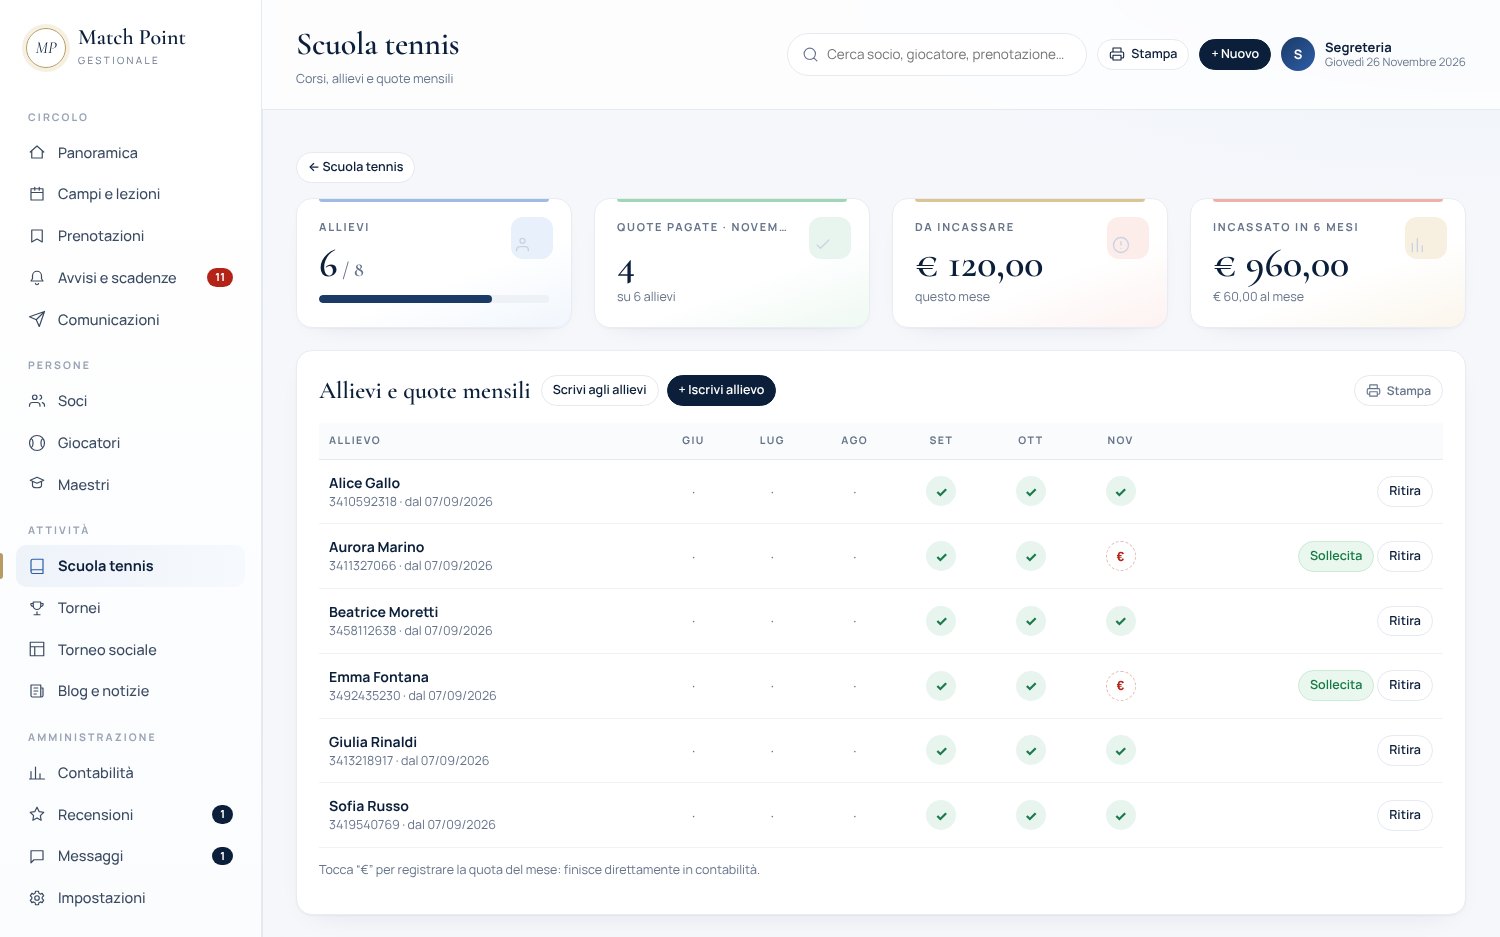 MP
Match Point
GESTIONALE
CIRCOLO
Panoramica
Campi e lezioni
Prenotazioni
Avvisi e scadenze 11
Comunicazioni
PERSONE
Soci
Giocatori
Maestri
ATTIVITÀ
Scuola tennis
Tornei
Torneo sociale
Blog e notizie
AMMINISTRAZIONE
Contabilità
Recensioni 1
Messaggi 1
Impostazioni
Scuola tennis
Corsi, allievi e quote mensili
Cerca socio, giocatore, prenotazione…
Stampa
+ Nuovo
S
Segreteria
Giovedì 26 Novembre 2026
← Scuola tennis
ALLIEVI
6 / 8
QUOTE PAGATE · NOVEM…
4
su 6 allievi
DA INCASSARE
€ 120,00
questo mese
INCASSATO IN 6 MESI
€ 960,00
€ 60,00 al mese
Allievi e quote mensili
Scrivi agli allievi
+ Iscrivi allievo
Stampa
ALLIEVO GIU LUG AGO SET OTT NOV
Alice Gallo
3410592318 · dal 07/09/2026
· · · ✓ ✓ ✓ Ritira
Aurora Marino
3411327066 · dal 07/09/2026
· · · ✓ ✓ € Sollecita Ritira
Beatrice Moretti
3458112638 · dal 07/09/2026
· · · ✓ ✓ ✓ Ritira
Emma Fontana
3492435230 · dal 07/09/2026
· · · ✓ ✓ € Sollecita Ritira
Giulia Rinaldi
3413218917 · dal 07/09/2026
· · · ✓ ✓ ✓ Ritira
Sofia Russo
3419540769 · dal 07/09/2026
· · · ✓ ✓ ✓ Ritira
Tocca “€” per registrare la quota del mese: finisce direttamente in contabilità.